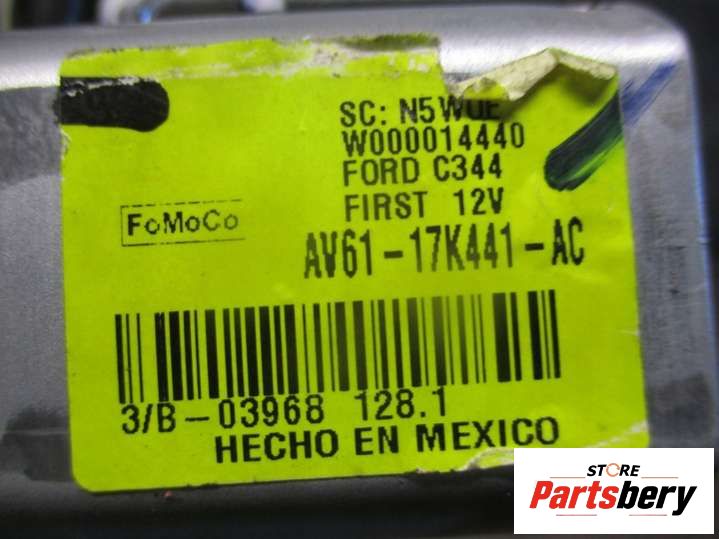 SC: N5WUE
W000014440
FORD C344
FIRST 12V
FoMoCo
AV61-17K441-AC
3/B-03968 128.1
HECHO EN MEXICO
STORE
Partsbery